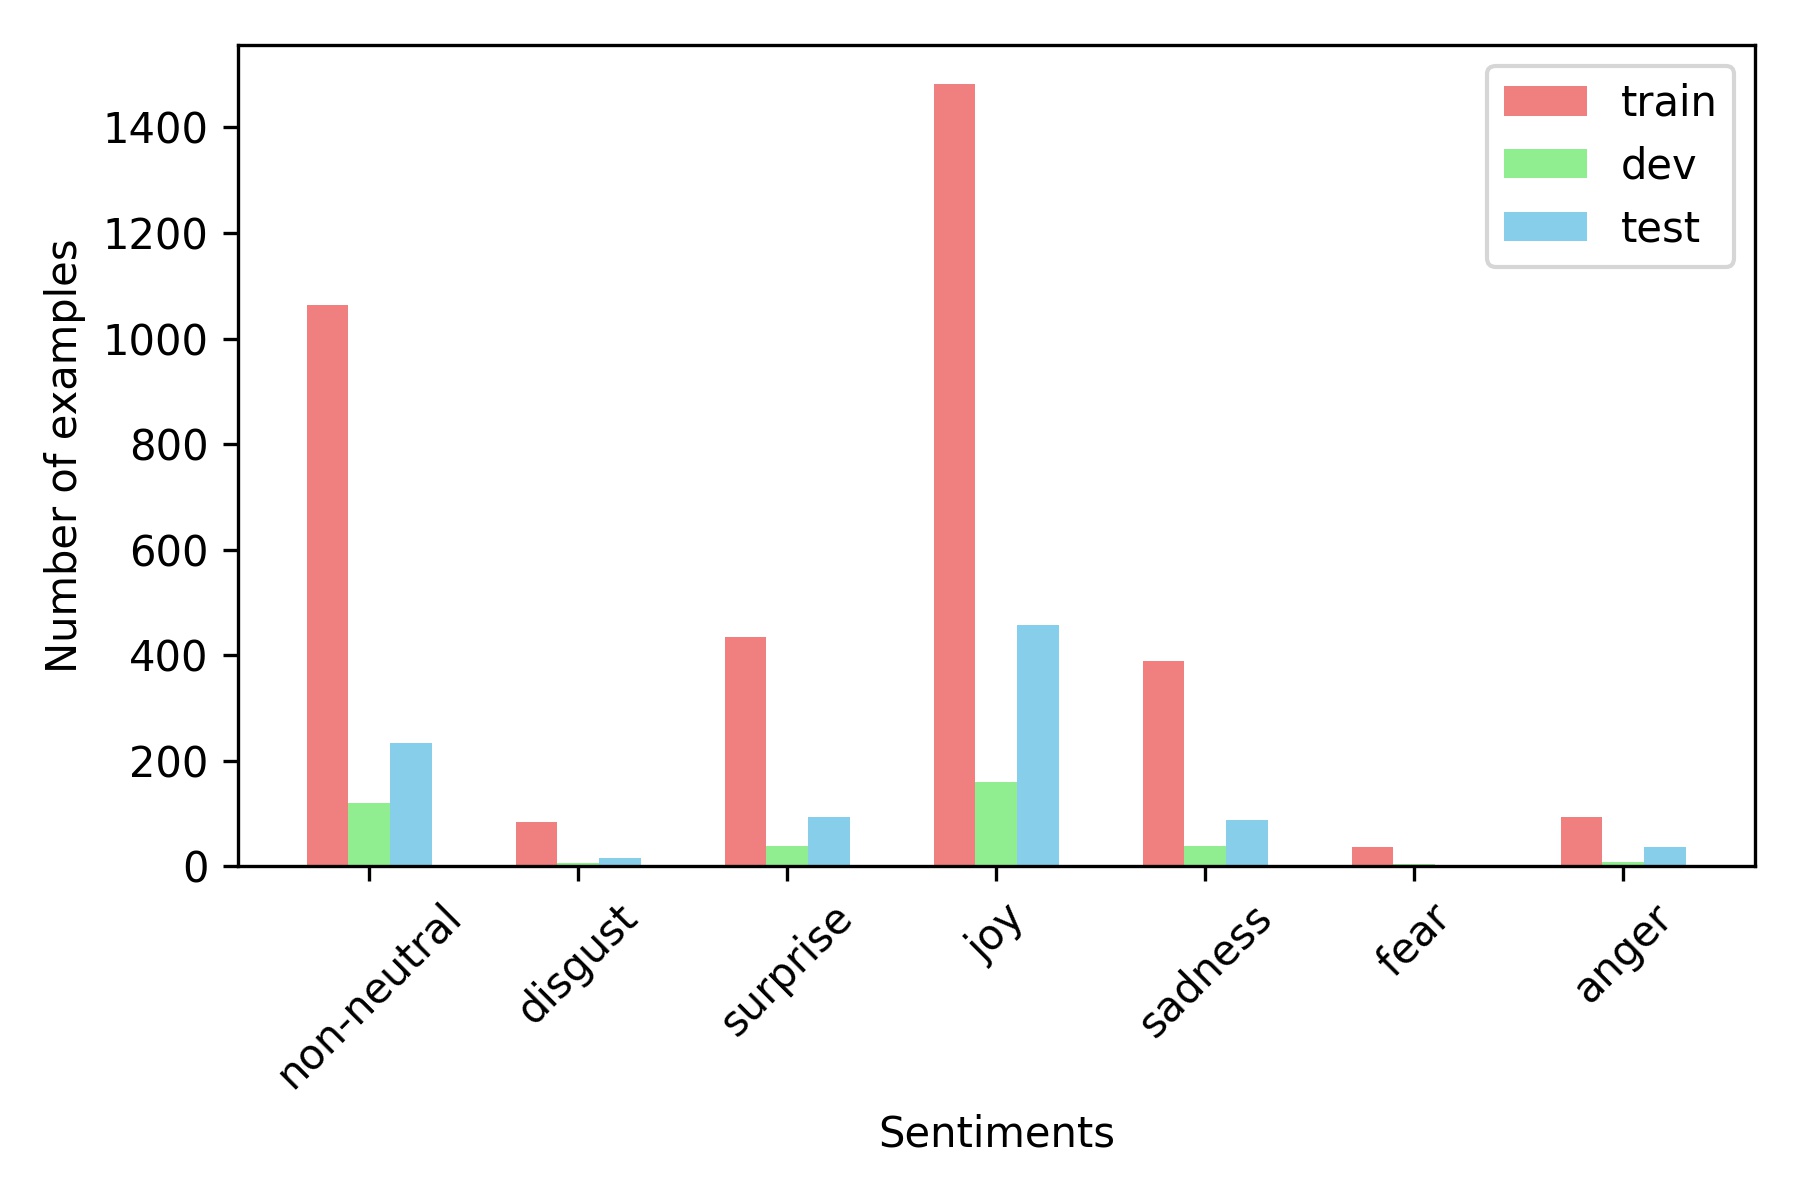 train
dev
test
1400
1200
1000
800
600
400
200
0
Number of examples
non-neutral
disgust
surprise
joy
sadness
fear
anger
Sentiments